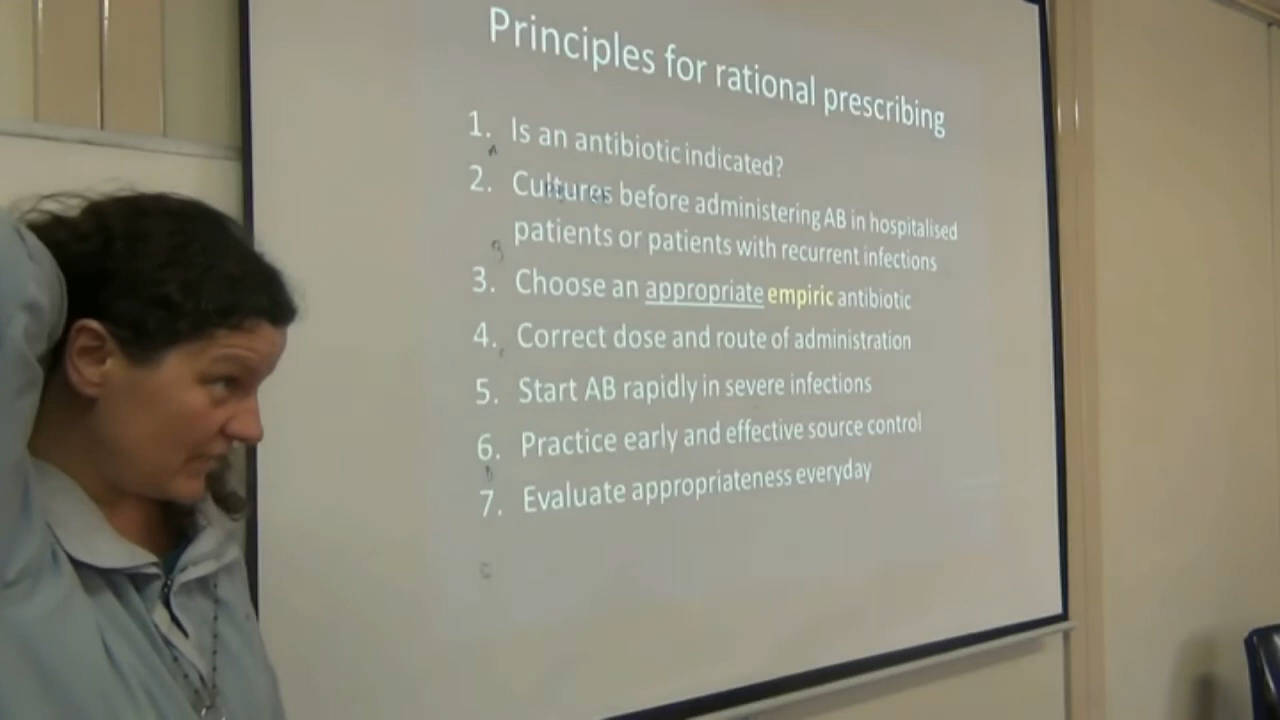 Principles for rational prescribing
1. Is an antibiotic indicated?
2. Cultures before administering AB in hospitalised
patients or patients with recurrent infections
3. Choose an appropriate empiric antibiotic
4. Correct dose and route of administration
5. Start AB rapidly in severe infections
6. Practice early and effective source control
7. Evaluate appropriateness everyday